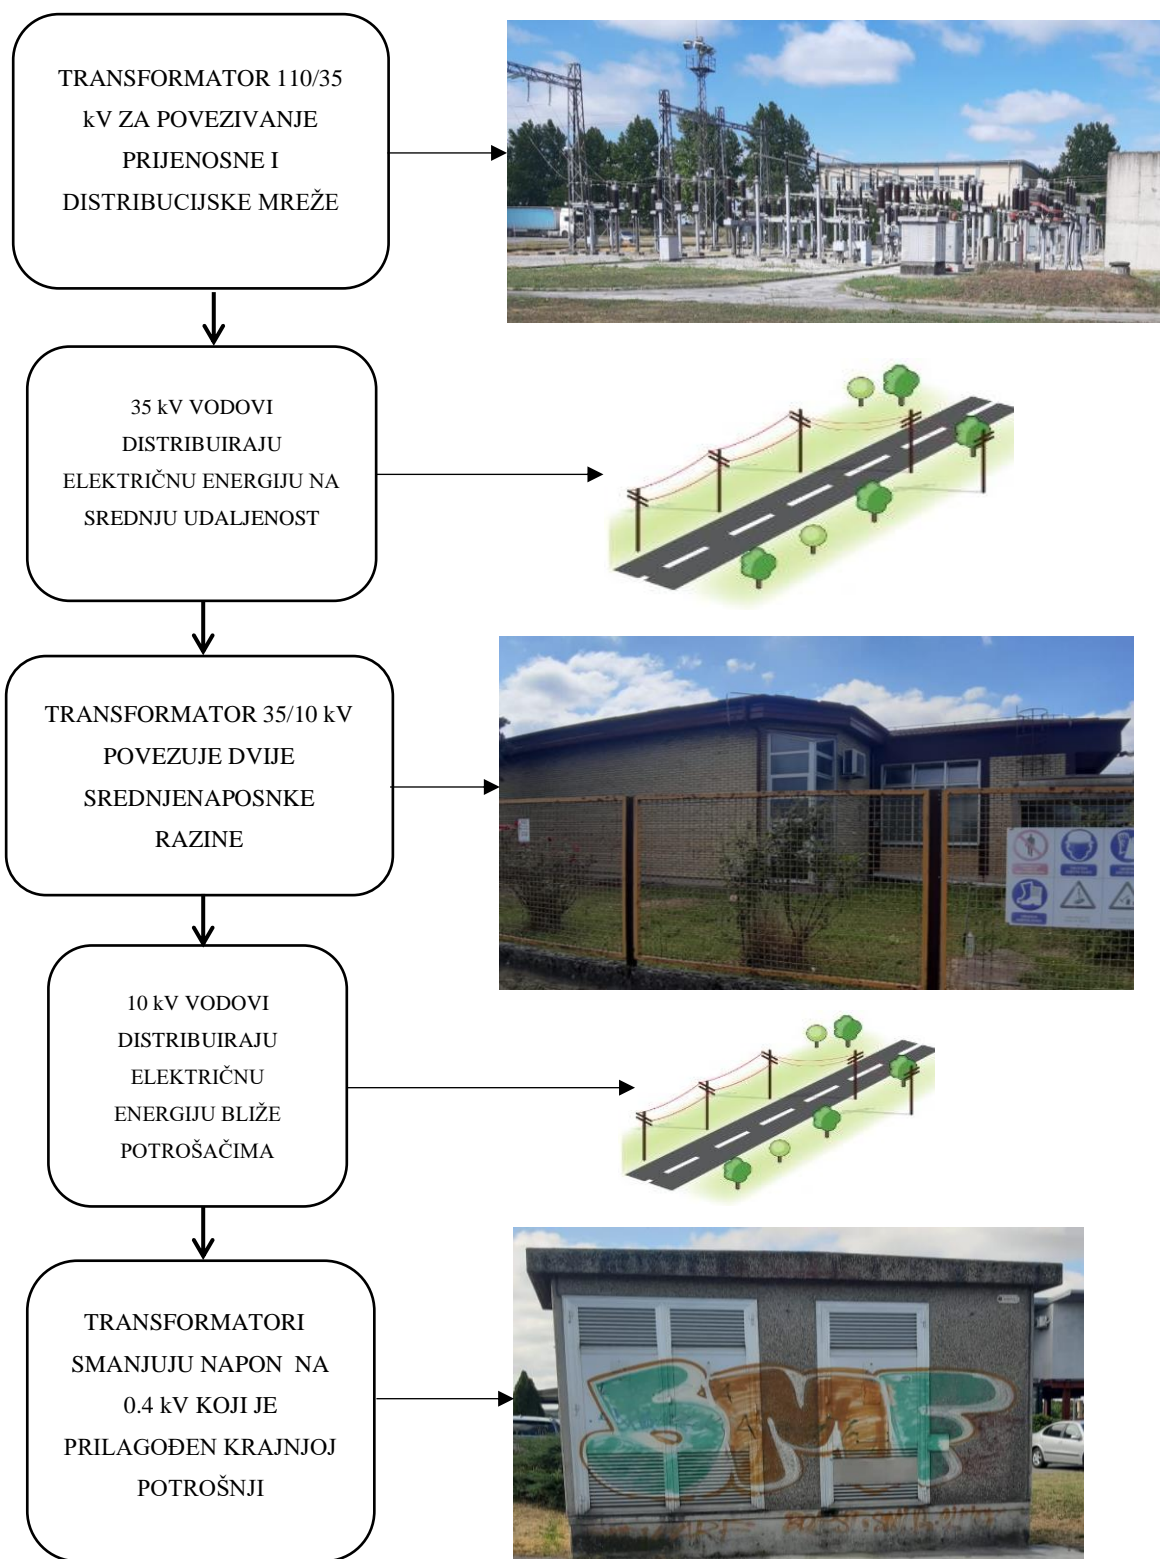 TRANSFORMATOR 110/35
kV ZA POVEZIVANJE
PRIJENOSNE I
DISTRIBUCIJSKE MREŽE
35 kV VODOVI
DISTRIBUIRAJU
ELEKTRIČNU ENERGIJU NA
SREDNJU UDALJENOST
TRANSFORMATOR 35/10 kV
POVEZUJE DVIJE
SREDNJENAPOSNKE
RAZINE
10 kV VODOVI
DISTRIBUIRAJU
ELEKTRIČNU
ENERGIJU BLIŽE
POTROŠAČIMA
TRANSFORMATORI
SMANJUJU NAPON NA
0.4 kV KOJI JE
PRILAGOĐEN KRAJNJOJ
POTROŠNJI
SMF